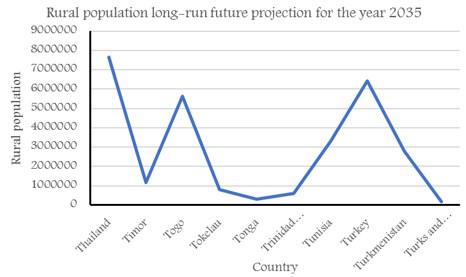 Rural population long-run future projection for the year 2035
Rural population
9000000
8000000
7000000
6000000
5000000
4000000
3000000
2000000
1000000
0
Thailand
Timor
Togo
Tokelau
Tonga
Trinidad...
Tunisia
Turkey
Turkmenistan
Turks and...
Country